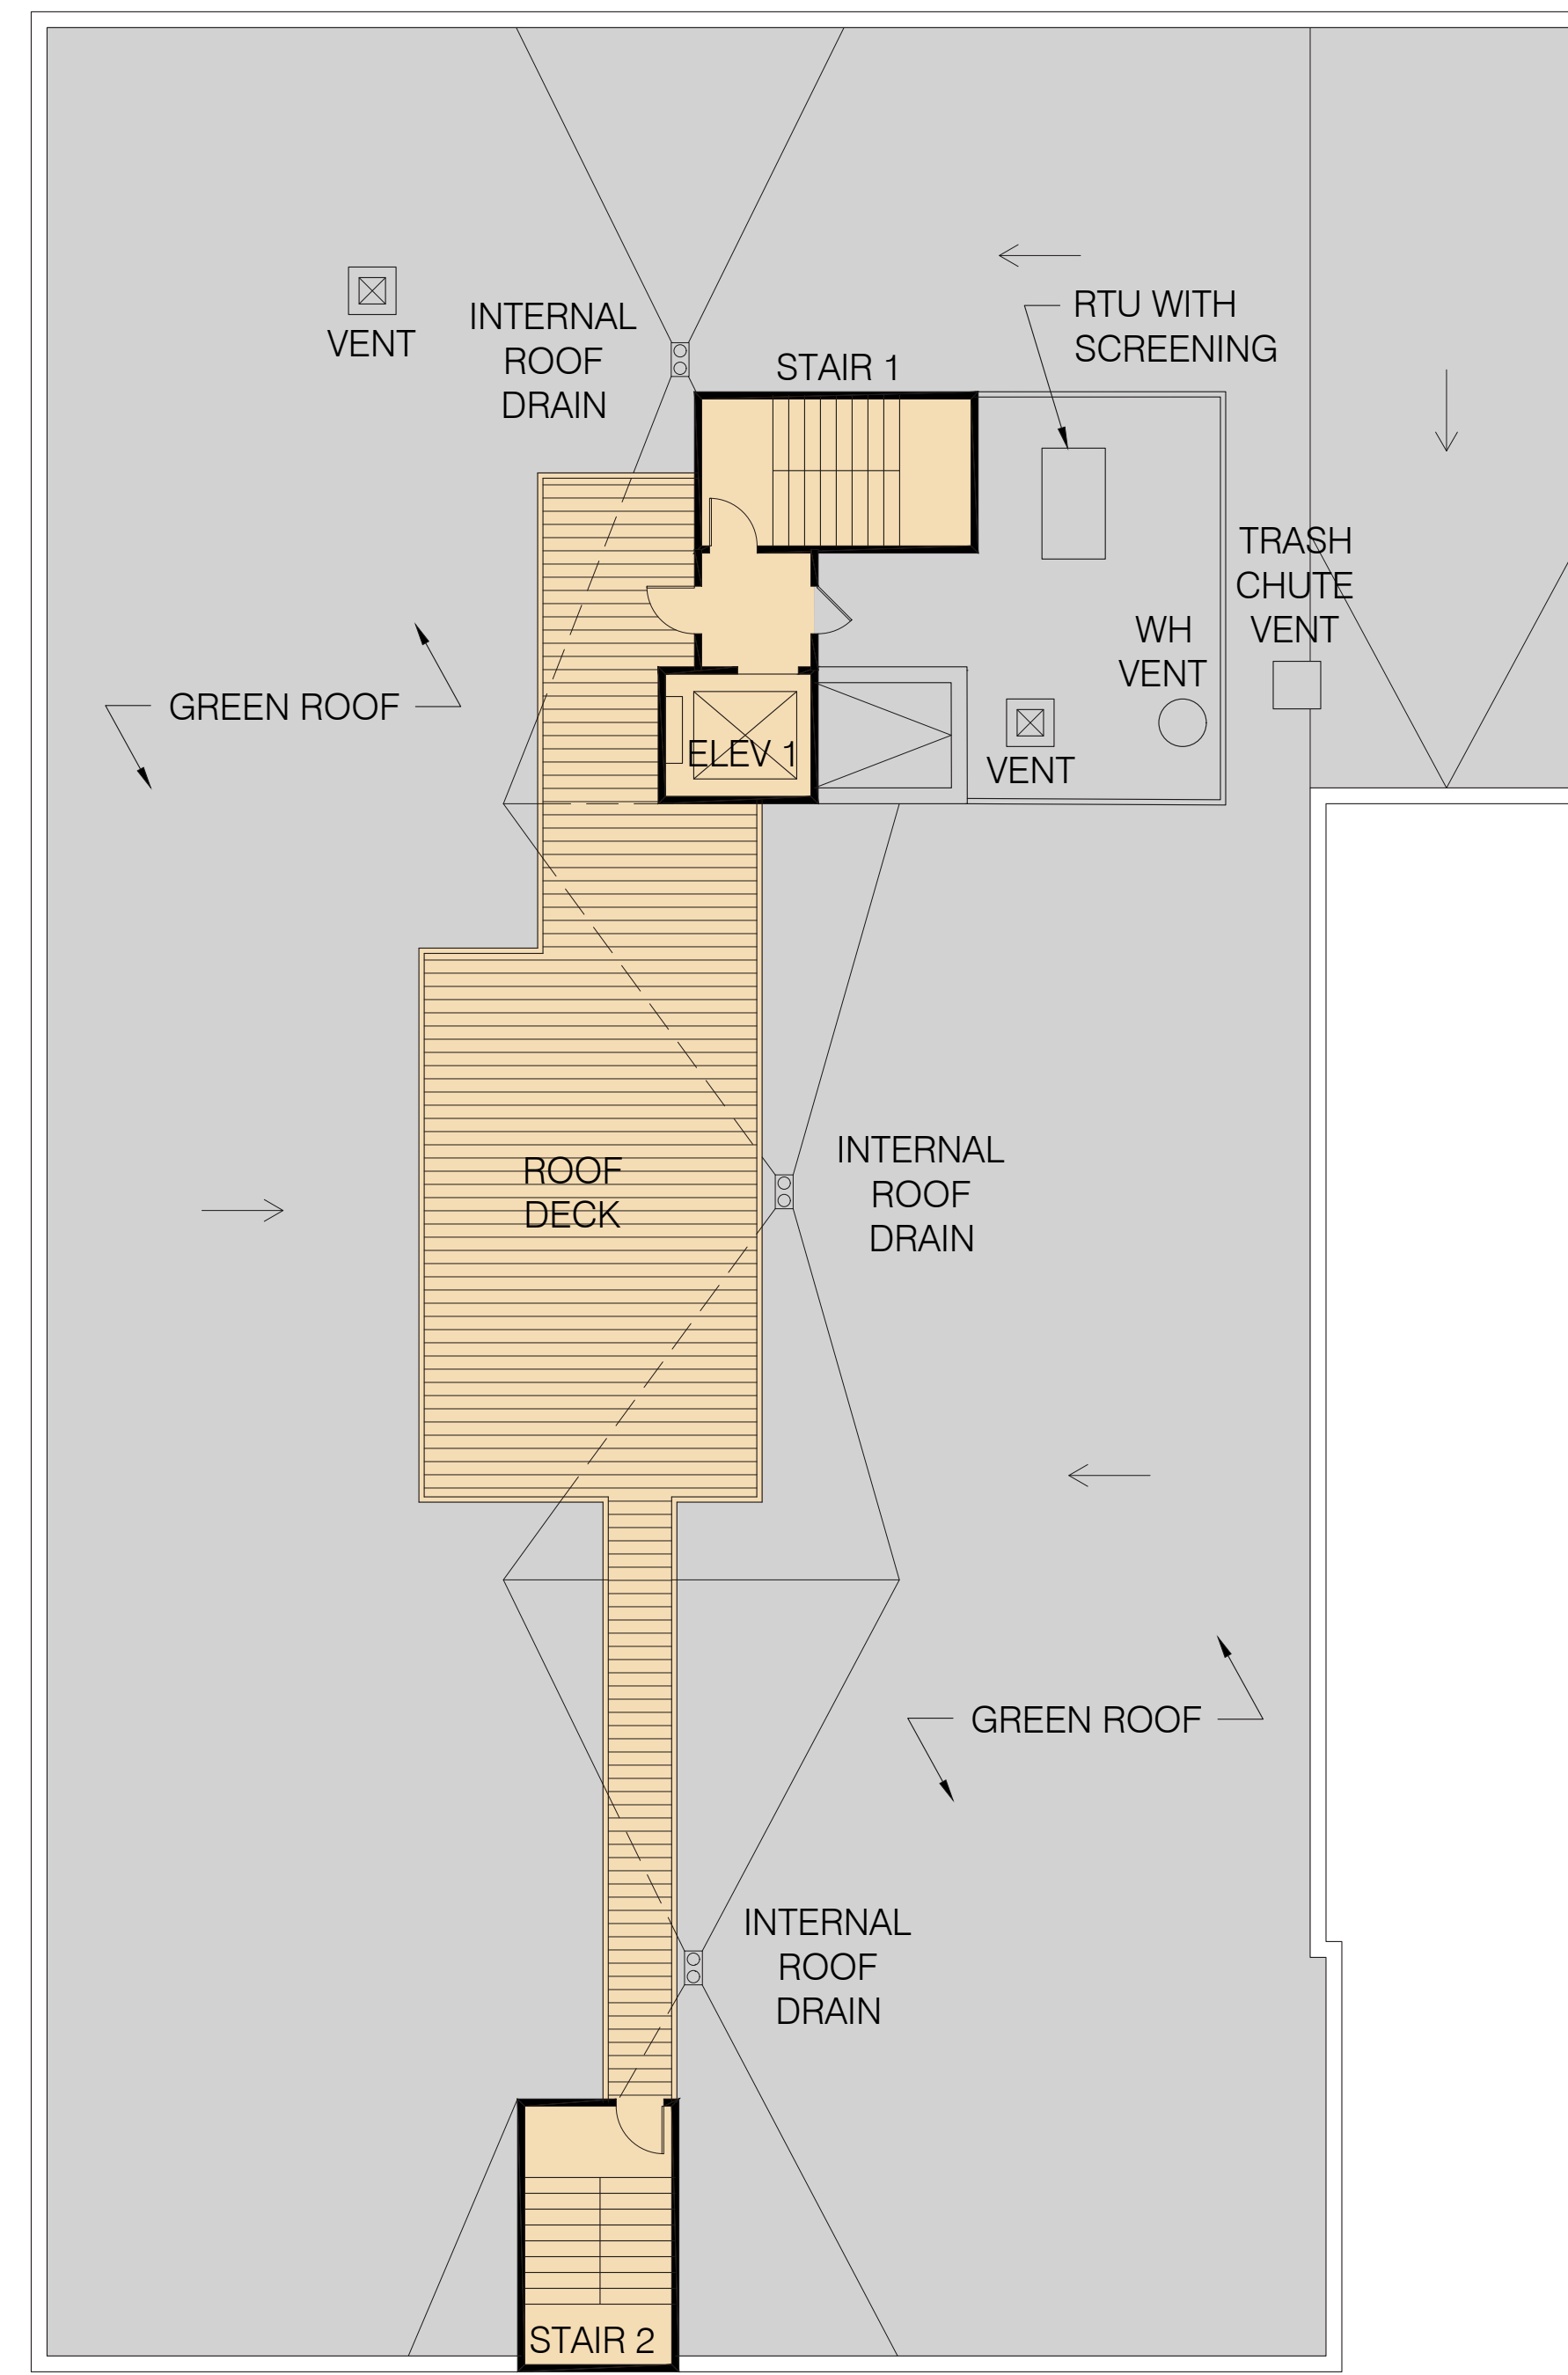 INTERNAL
ROOF
DRAIN
VENT
STAIR 1
RTU WITH
SCREENING
TRASH
CHUTE
VENT
WH
VENT
GREEN ROOF
ELEV 1
VENT
ROOF
DECK
INTERNAL
ROOF
DRAIN
GREEN ROOF
INTERNAL
ROOF
DRAIN
STAIR 2